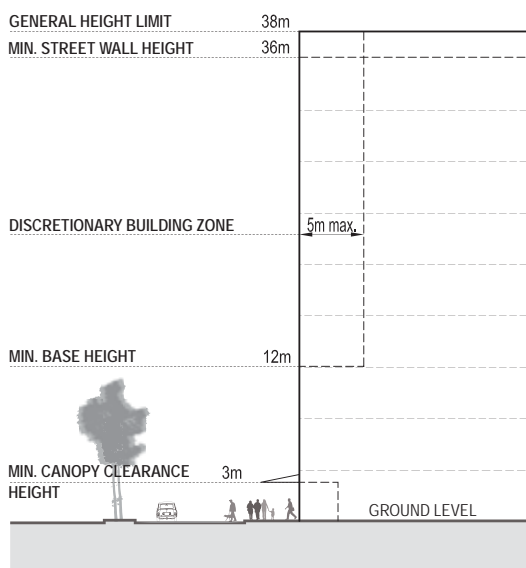 GENERAL HEIGHT LIMIT 38m
MIN. STREET WALL HEIGHT 36m
DISCRETIONARY BUILDING ZONE 5m max.
MIN. BASE HEIGHT 12m
MIN. CANOPY CLEARANCE 3m
HEIGHT
GROUND LEVEL